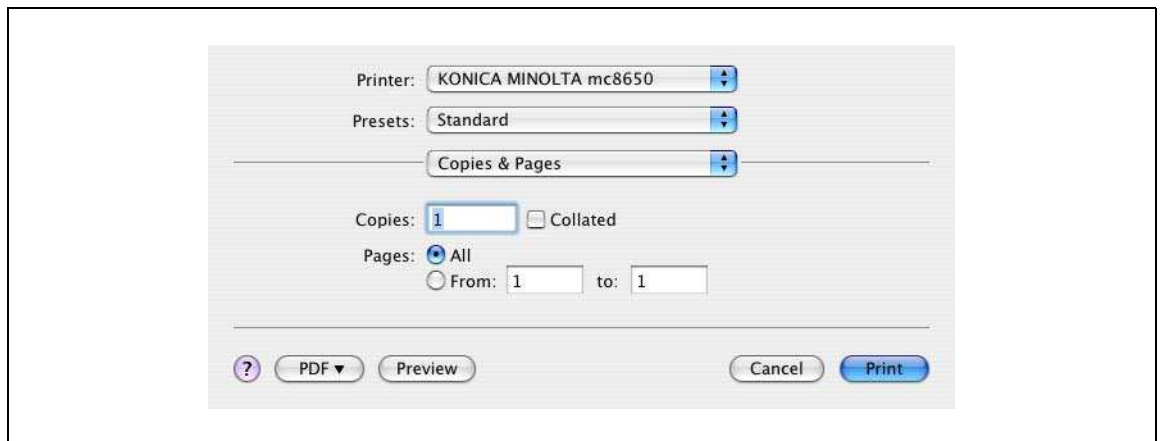 Printer: KONICA MINOLTA mc8650
Presets: Standard
Copies & Pages
Copies: 1 Collated
Pages: All
From: 1 to: 1
? PDF Preview Cancel Print